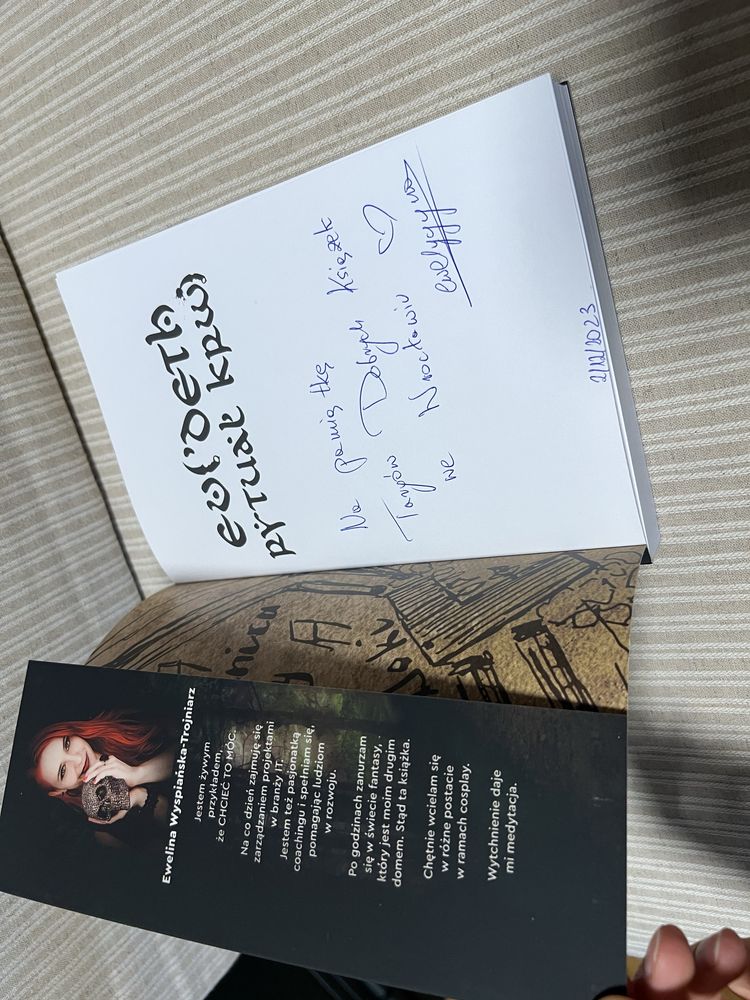 Ewelina Wyspiańska-Trojniarz
Jestem żywym
przykładem,
że CHCIEĆ TO MÓC.
Na co dzień zajmuję się
zarządzaniem projektami
w branży IT.
Jestem też pasjonatką
coachingu i spełniam się,
pomagając ludziom
w rozwoju.
Po godzinach zanurzam
się w świecie fantasy,
który jest moim drugim
domem. Stąd ta książka.
Chętnie wcielam się
w różne postacie
w ramach cosplay.
Wytchnienie daje
mi medytacja.
RYTUAŁ KRWI
Na pamiątkę
Targów Dobrych Książek
we Wrocławiu ♡
2/12/2023